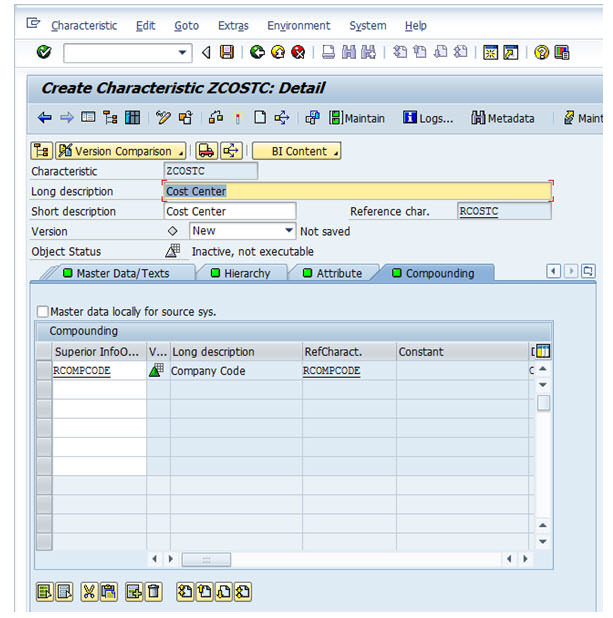 Characteristic Edit Goto Extras Environment System Help
Create Characteristic ZCOSTC: Detail
Maintain Logs... Metadata Maint
Version Comparison BI Content
Characteristic ZCOSTC
Long description Cost Center
Short description Cost Center Reference char. RCOSTC
Version New Not saved
Object Status Inactive, not executable
Master Data/Texts Hierarchy Attribute Compounding
Master data locally for source sys.
Compounding
Superior InfoO... V... Long description RefCharact. Constant
RCOMPCODE Company Code RCOMPCODE